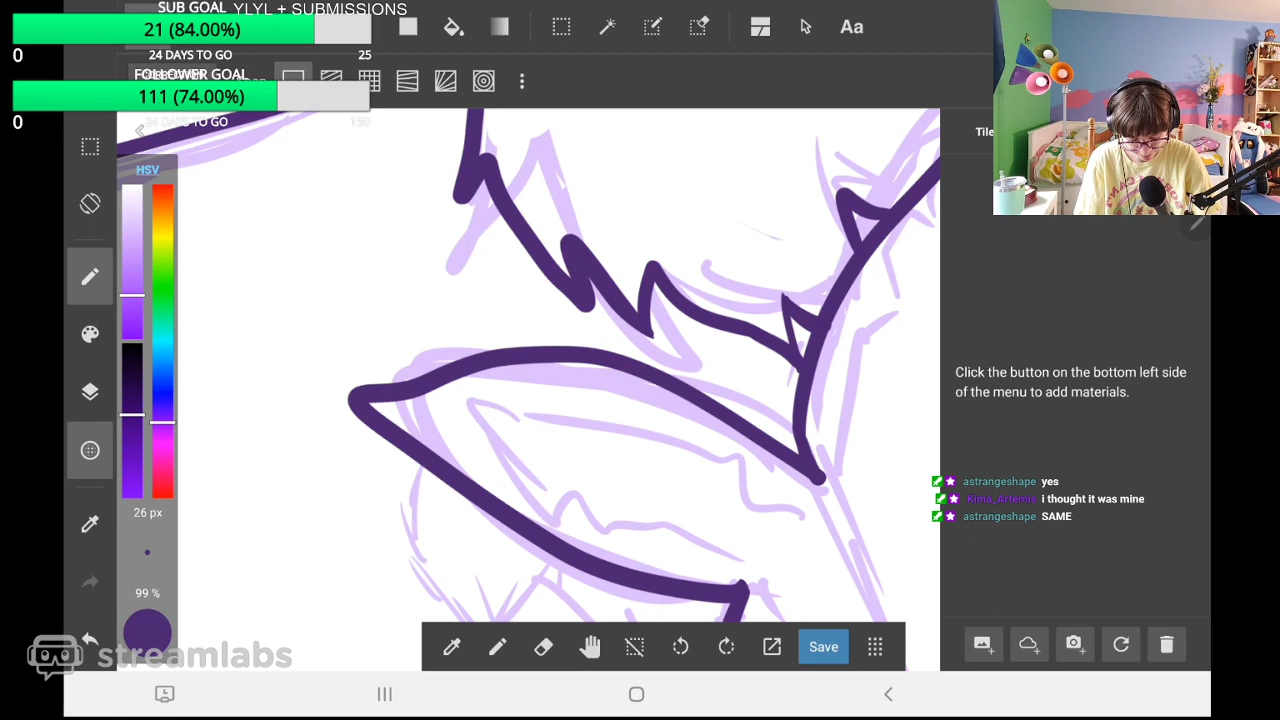 SUB GOAL
YLYL + SUBMISSIONS
21 (84.00%)
0
24 DAYS TO GO
25
FOLLOWER GOAL
111 (74.00%)
0
24 DAYS TO GO
150
Aa
HSV
26 px
99 %
Tile
Click the button on the bottom left side
of the menu to add materials.
astrangeshape yes
Kima_Artemis i thought it was mine
astrangeshape SAME
Save
streamlabs